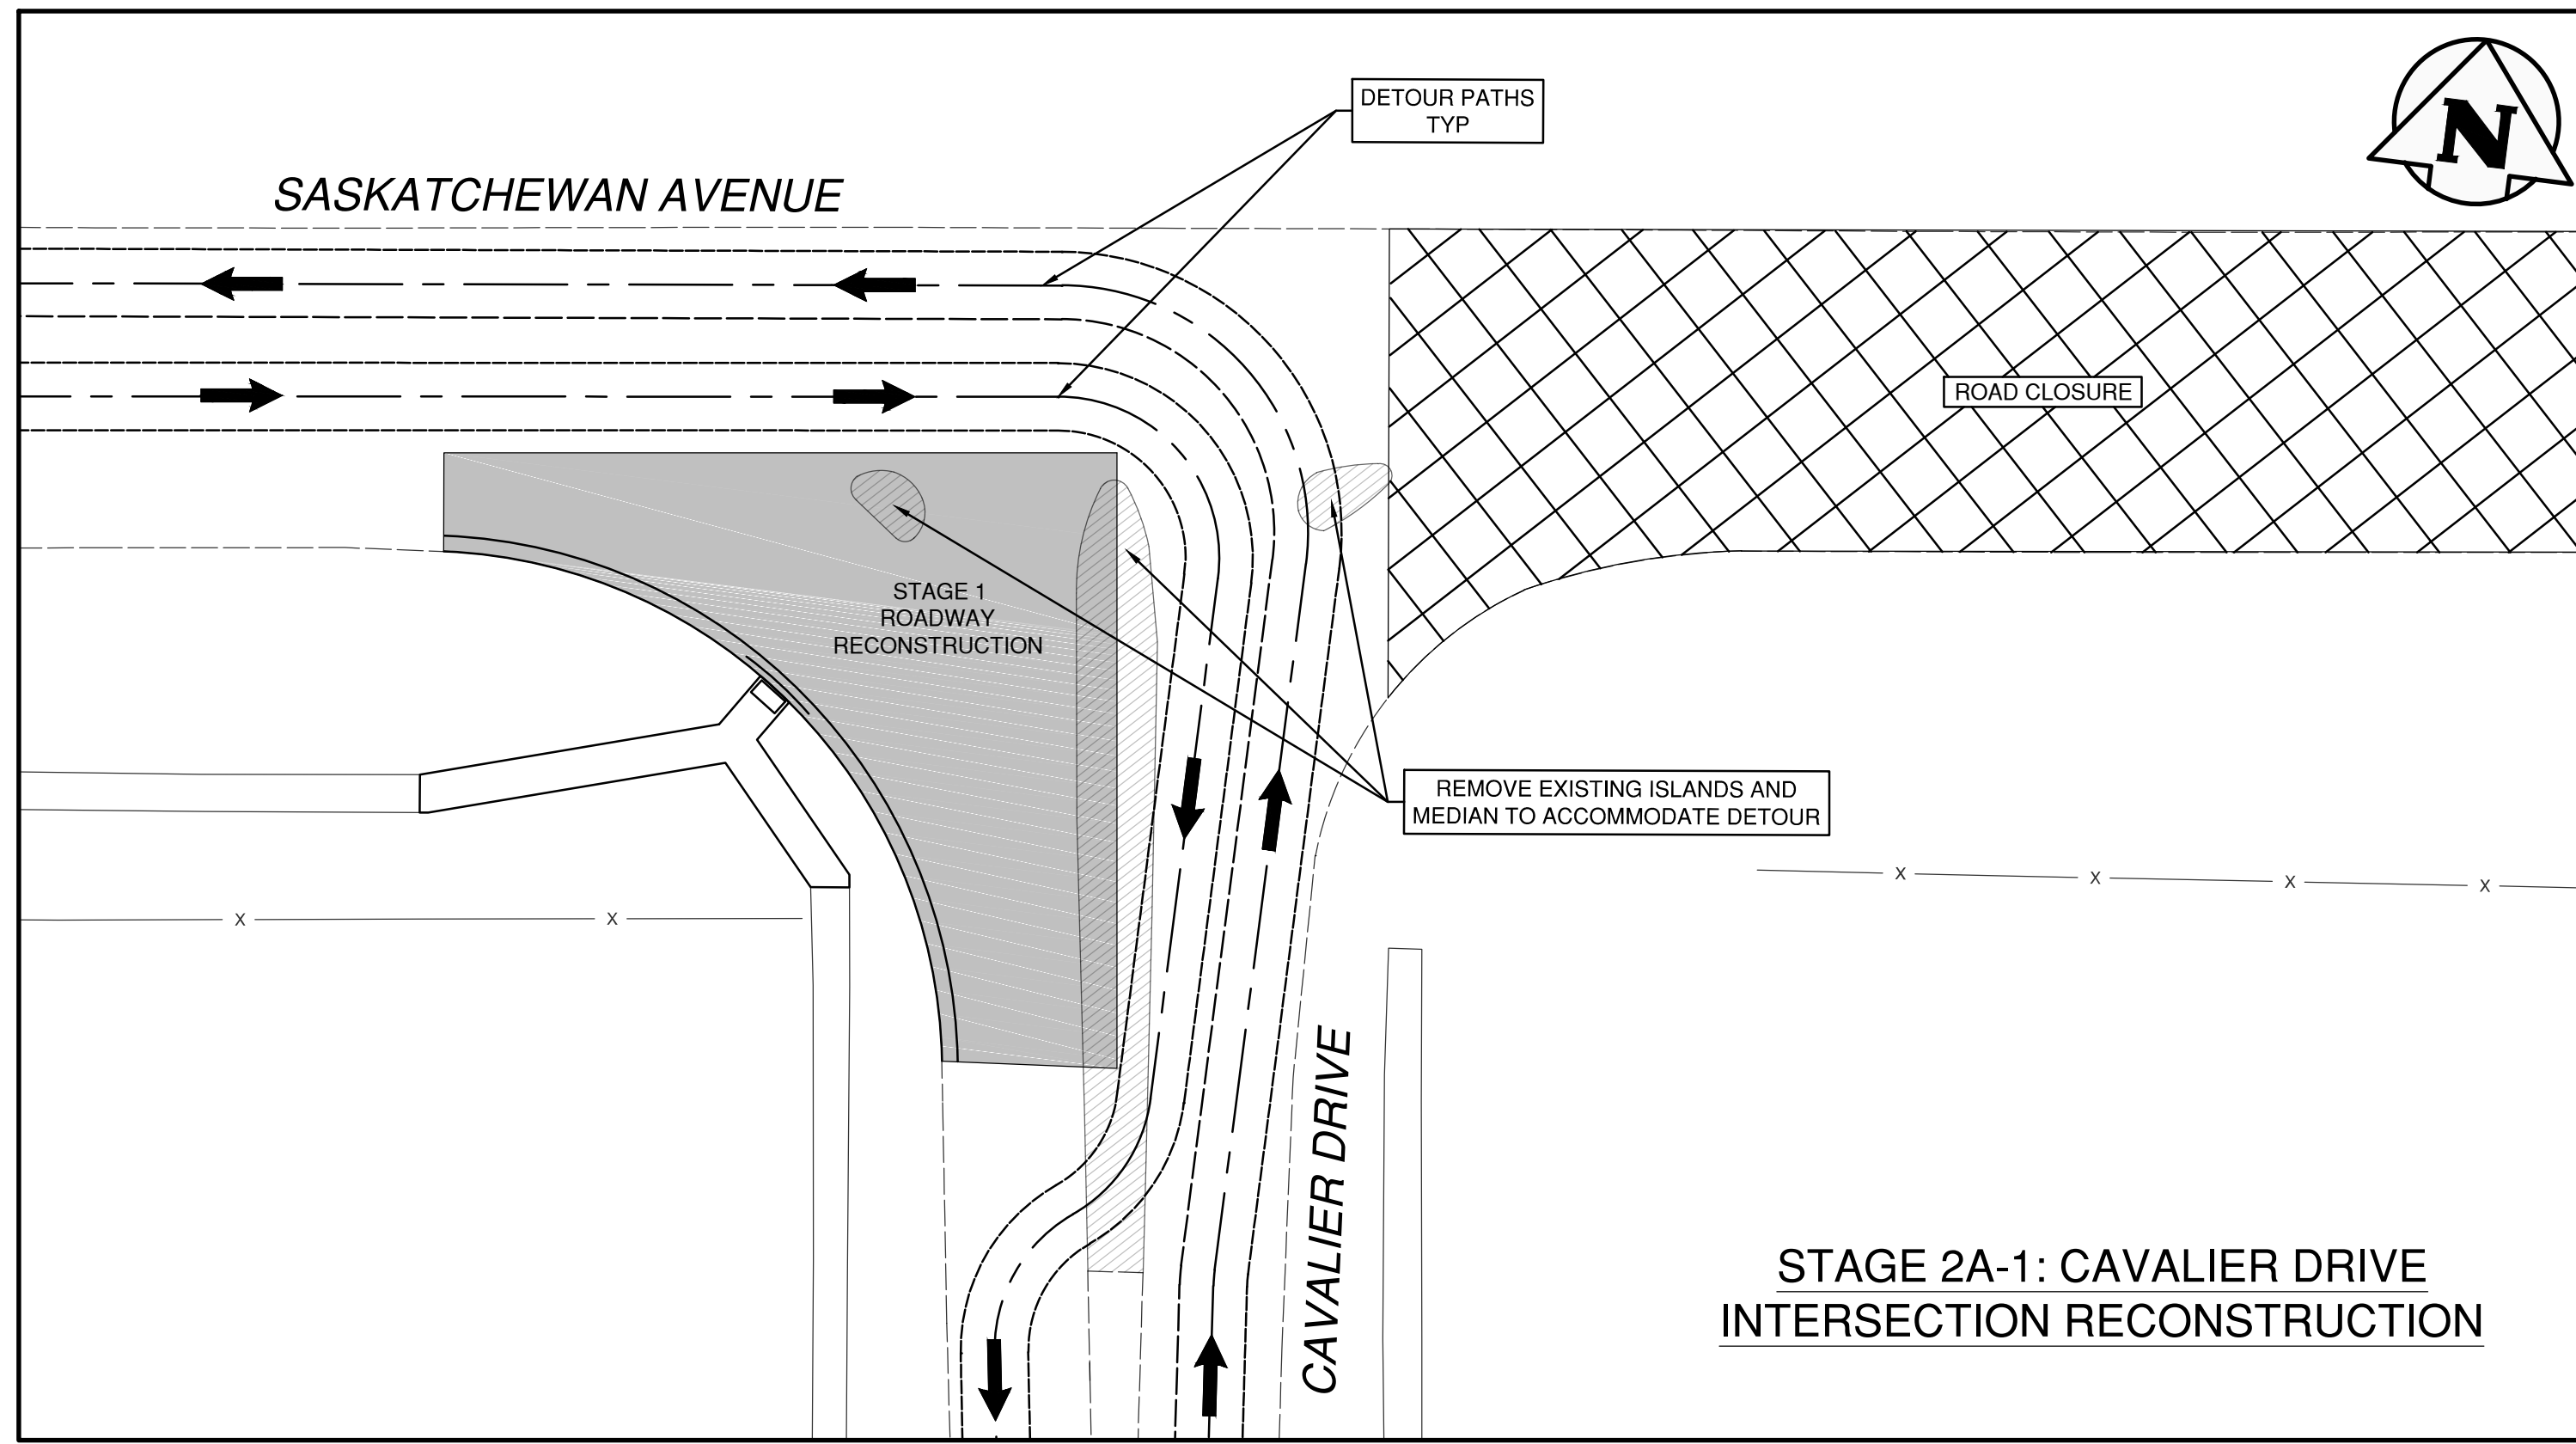 DETOUR PATHS
TYP
N
SASKATCHEWAN AVENUE
ROAD CLOSURE
STAGE 1
ROADWAY
RECONSTRUCTION
REMOVE EXISTING ISLANDS AND
MEDIAN TO ACCOMMODATE DETOUR
X X X X
X X
CAVALIER DRIVE
STAGE 2A-1: CAVALIER DRIVE
INTERSECTION RECONSTRUCTION